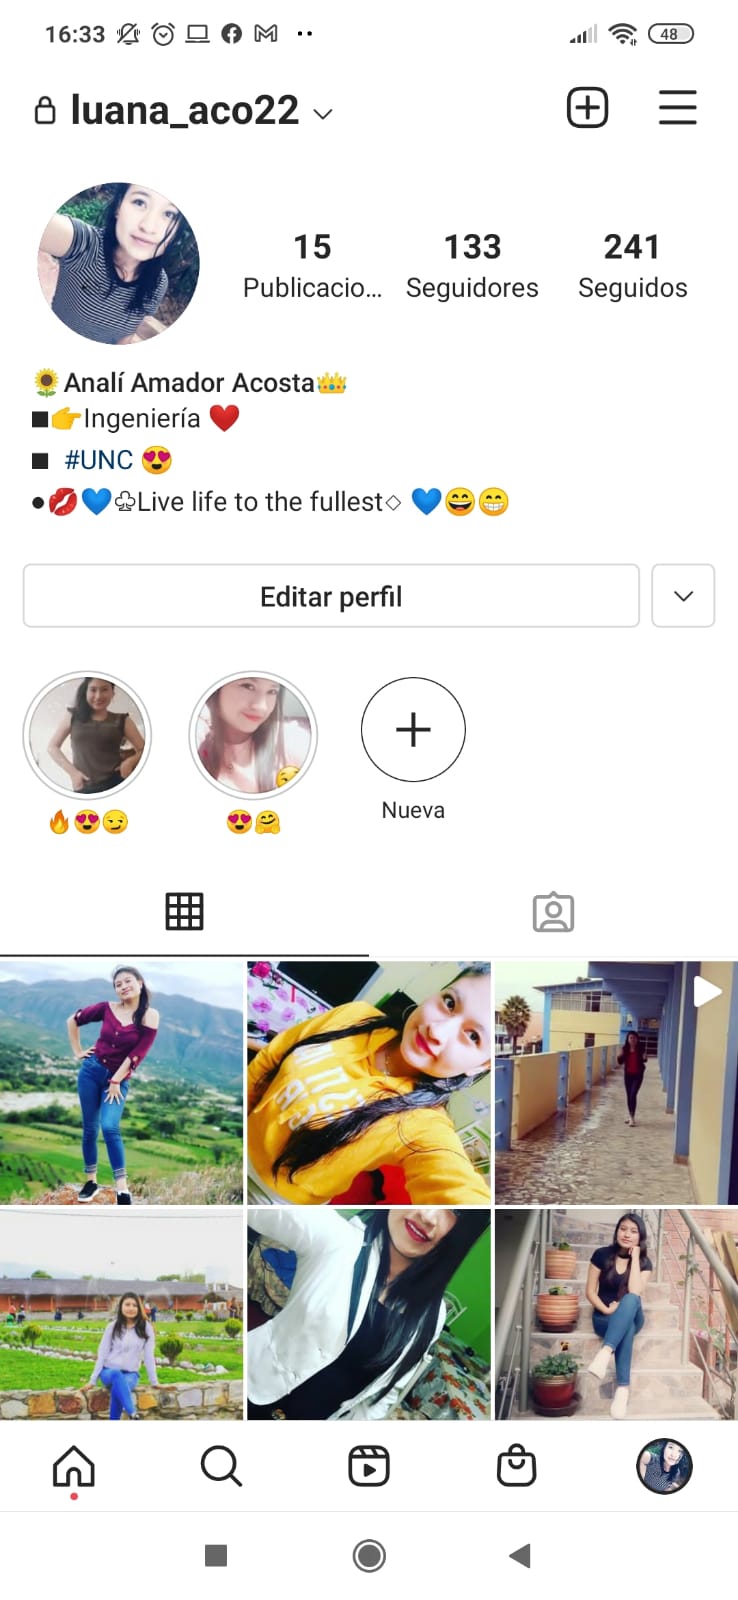 16:33
48
luana_aco22
15 133 241
Publicacio... Seguidores Seguidos
🌻Analí Amador Acosta👑
■👉Ingeniería ❤️
■ #UNC 😍
●💋💙♧Live life to the fullest◇ 💙😄😁
Editar perfil
🔥😍😏 😍🤗 Nueva